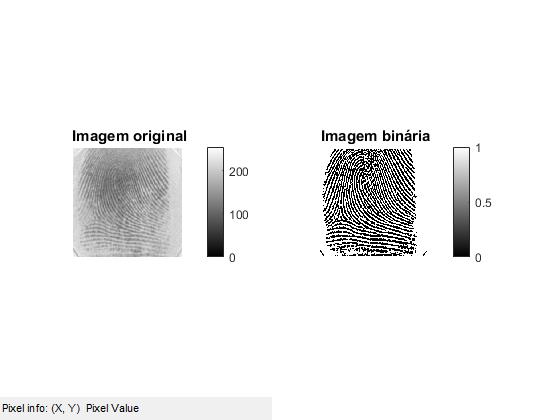 Imagem original
200
100
0
Imagem binária
1
0.5
0
Pixel info: (X, Y)  Pixel Value